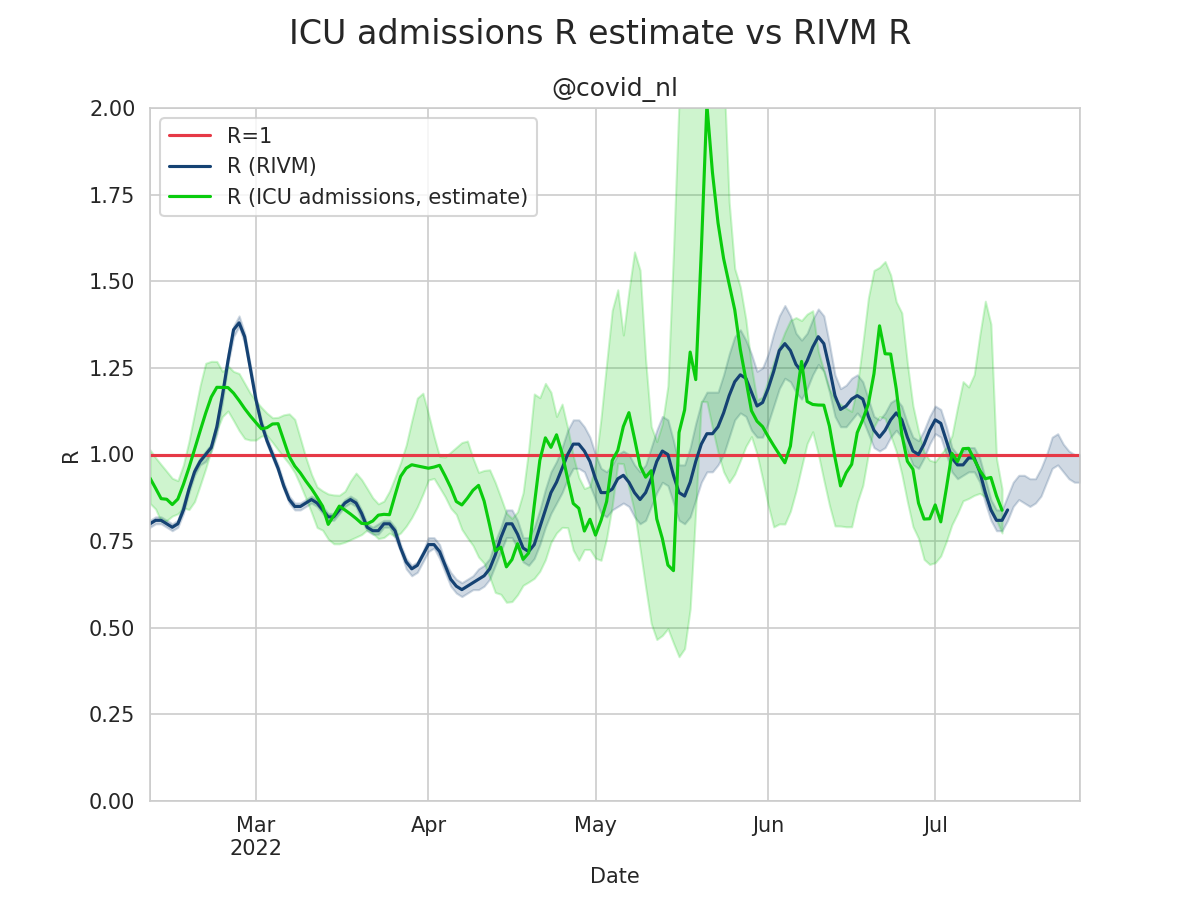 ICU admissions R estimate vs RIVM R
@covid_nl
R=1
R (RIVM)
R (ICU admissions, estimate)
R
2.00
1.75
1.50
1.25
1.00
0.75
0.50
0.25
0.00
Mar
2022
Apr
May
Jun
Jul
Date